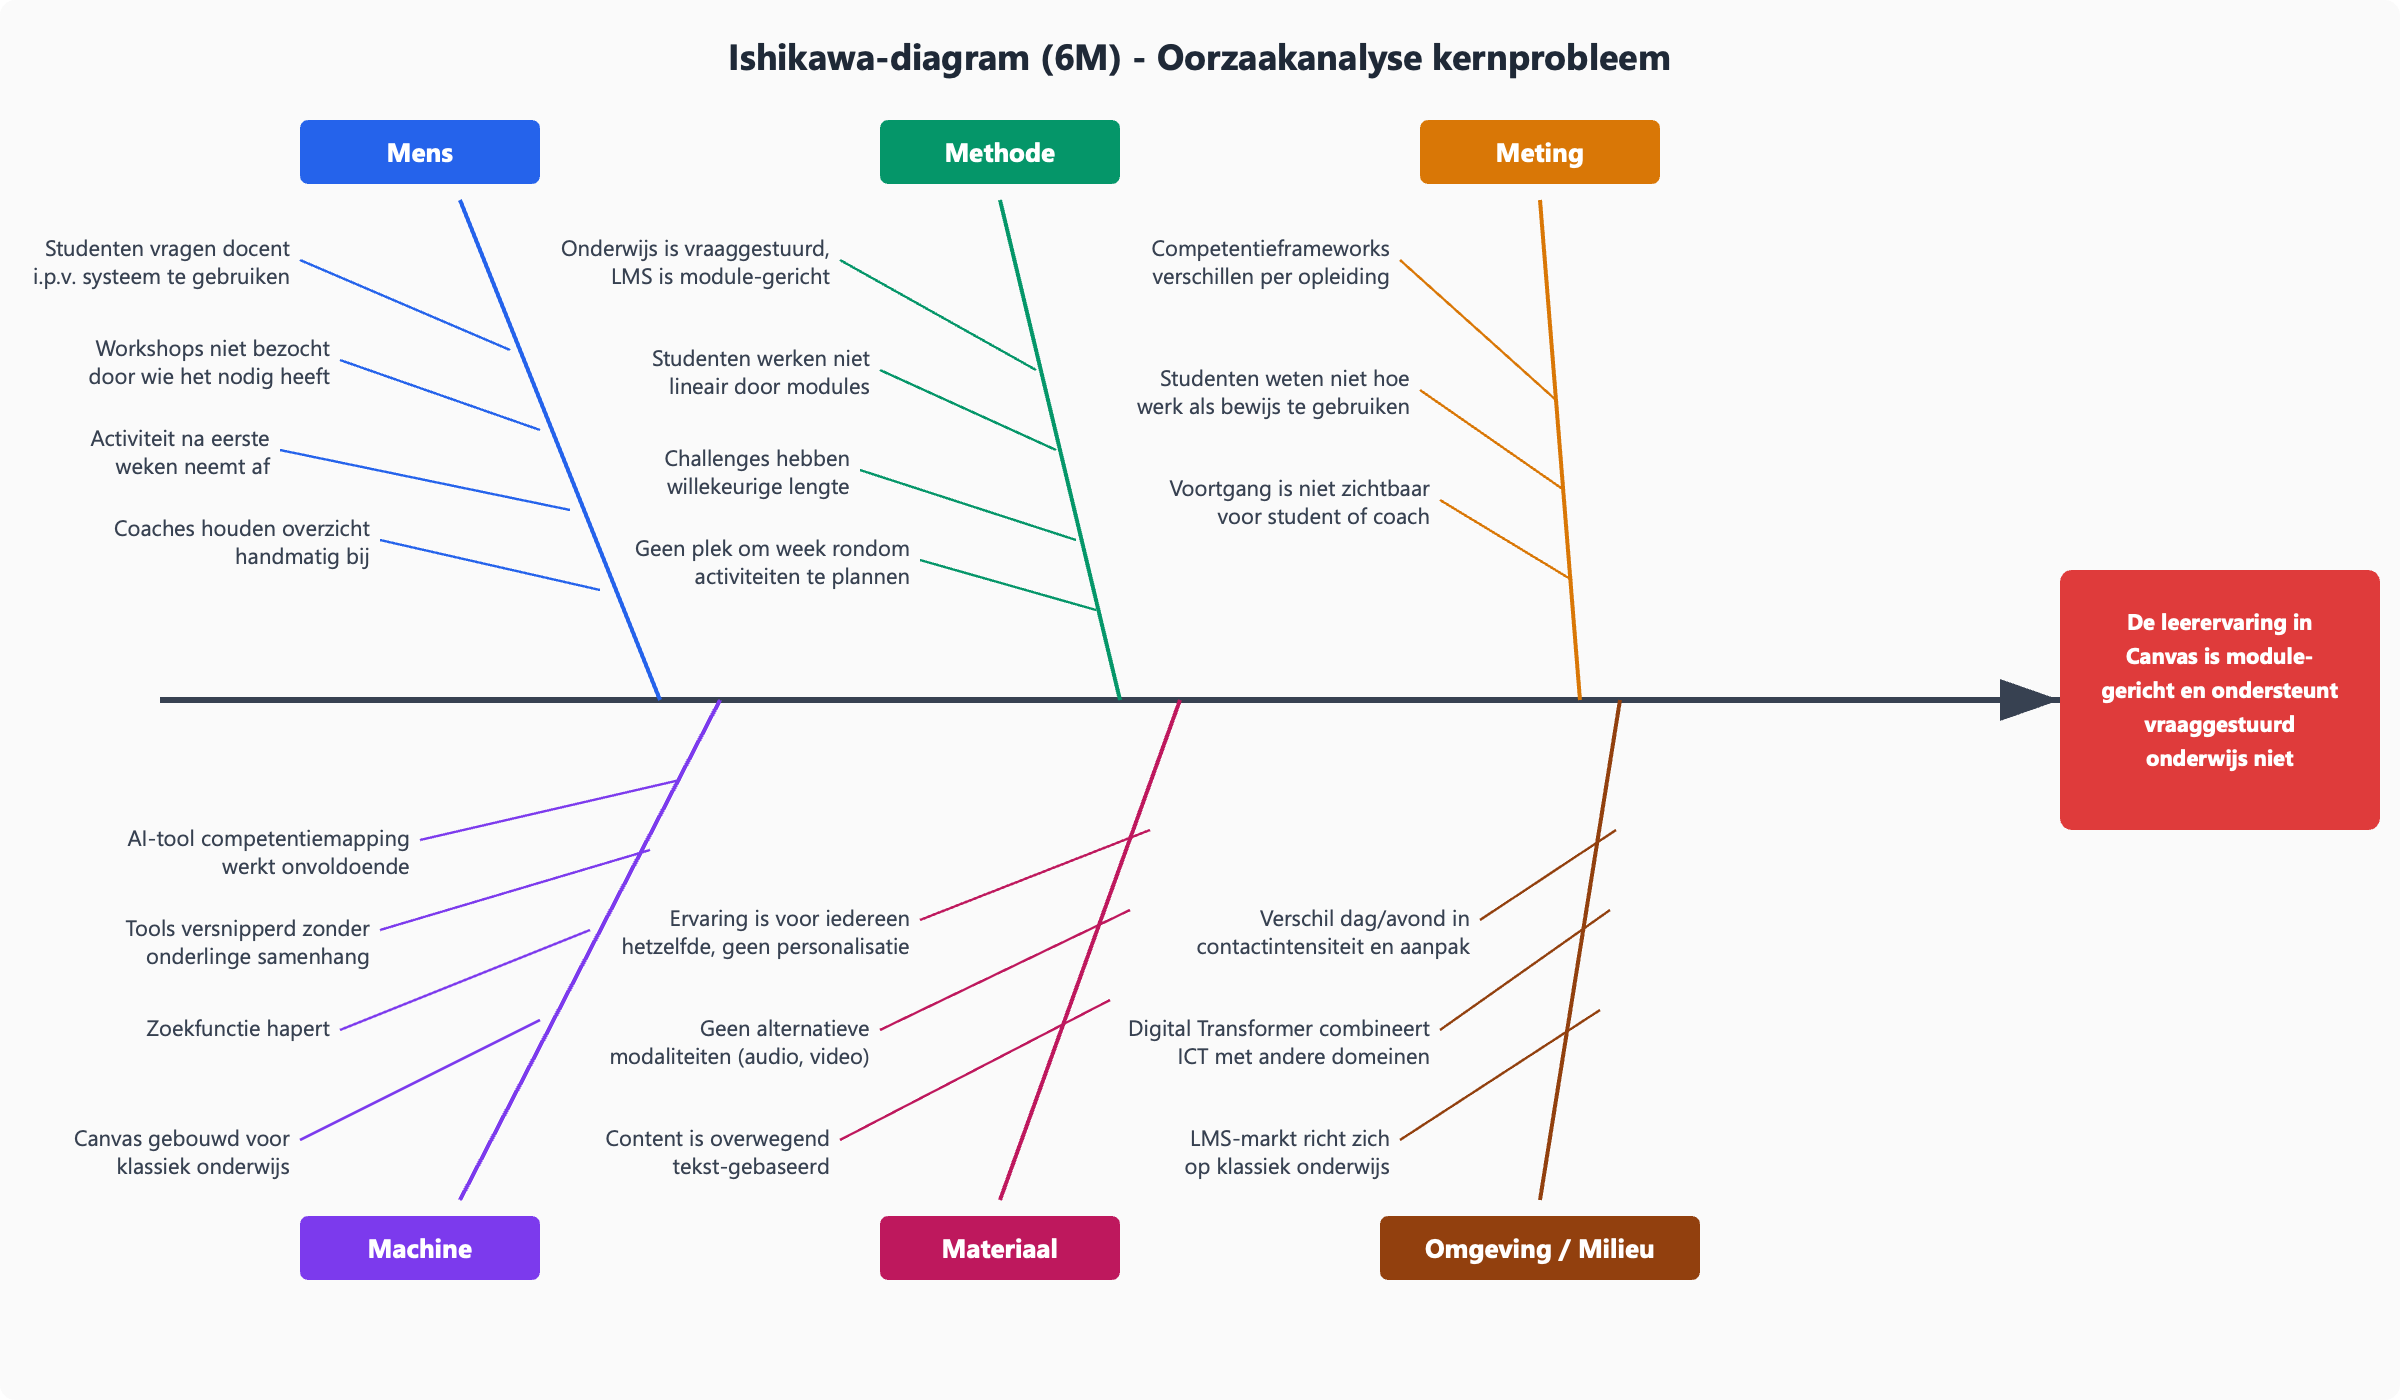 Ishikawa-diagram (6M) - Oorzaakanalyse kernprobleem
Mens
Methode
Meting
Studenten vragen docent
i.p.v. systeem te gebruiken
Workshops niet bezocht
door wie het nodig heeft
Activiteit na eerste
weken neemt af
Coaches houden overzicht
handmatig bij
Onderwijs is vraaggestuurd,
LMS is module-gericht
Studenten werken niet
lineair door modules
Challenges hebben
willekeurige lengte
Geen plek om week rondom
activiteiten te plannen
Competentieframeworks
verschillen per opleiding
Studenten weten niet hoe
werk als bewijs te gebruiken
Voortgang is niet zichtbaar
voor student of coach
De leerervaring in
Canvas is module-
gericht en ondersteunt
vraaggestuurd
onderwijs niet
AI-tool competentiemapping
werkt onvoldoende
Tools versnipperd zonder
onderlinge samenhang
Zoekfunctie hapert
Canvas gebouwd voor
klassiek onderwijs
Ervaring is voor iedereen
hetzelfde, geen personalisatie
Geen alternatieve
modaliteiten (audio, video)
Content is overwegend
tekst-gebaseerd
Verschil dag/avond in
contactintensiteit en aanpak
Digital Transformer combineert
ICT met andere domeinen
LMS-markt richt zich
op klassiek onderwijs
Machine
Materiaal
Omgeving / Milieu